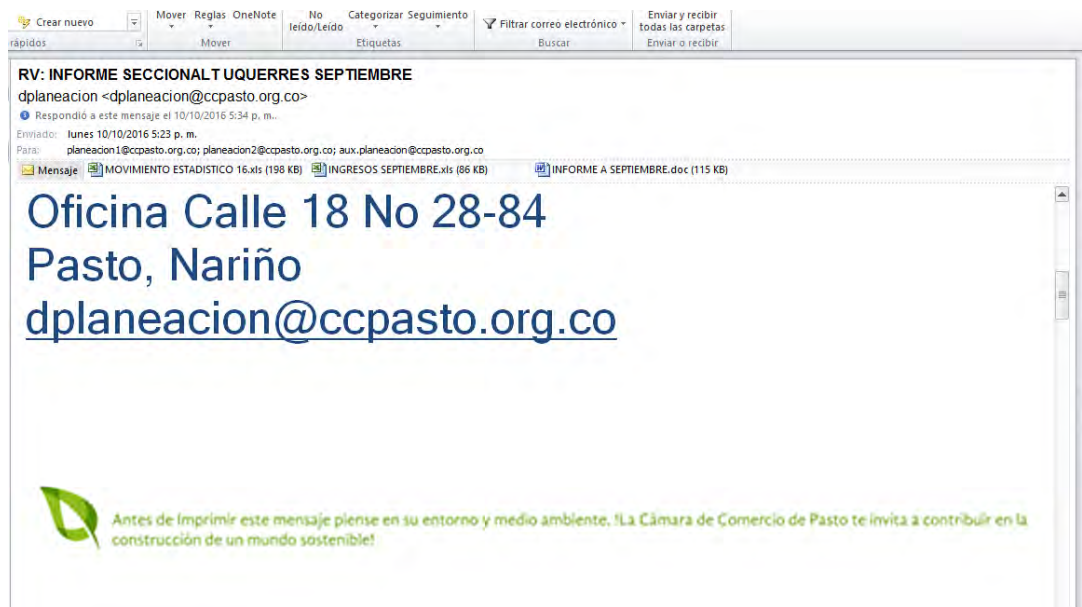 Crear nuevo
Mover Reglas OneNote
No leído/Leído
Categorizar Seguimiento
Filtrar correo electrónico
Enviar y recibir todas las carpetas
rápidos
Mover
Etiquetas
Buscar
Enviar o recibir
RV: INFORME SECCIONALT UQUERRES SEPTIEMBRE
dplaneacion <dplaneacion@ccpasto.org.co>
Respondió a este mensaje el 10/10/2016 5:34 p. m..
Enviado: lunes 10/10/2016 5:23 p. m.
Para: planeacion1@ccpasto.org.co; planeacion2@ccpasto.org.co; aux.planeacion@ccpasto.org.co
Mensaje MOVIMIENTO ESTADISTICO 16.xls (198 KB) INGRESOS SEPTIEMBRE.xls (86 KB) INFORME A SEPTIEMBRE.doc (115 KB)
Oficina Calle 18 No 28-84
Pasto, Nariño
dplaneacion@ccpasto.org.co
Antes de Imprimir este mensaje piense en su entorno y medio ambiente. !La Cámara de Comercio de Pasto te invita a contribuir en la
construcción de un mundo sostenible!